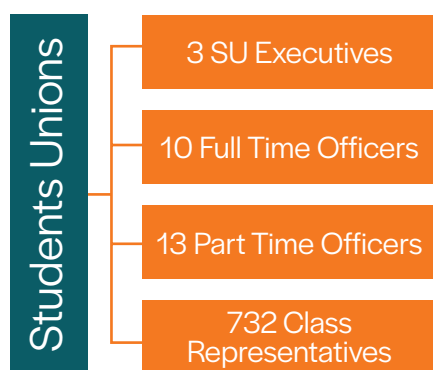 Students Unions
3 SU Executives
10 Full Time Officers
13 Part Time Officers
732 Class
Representatives